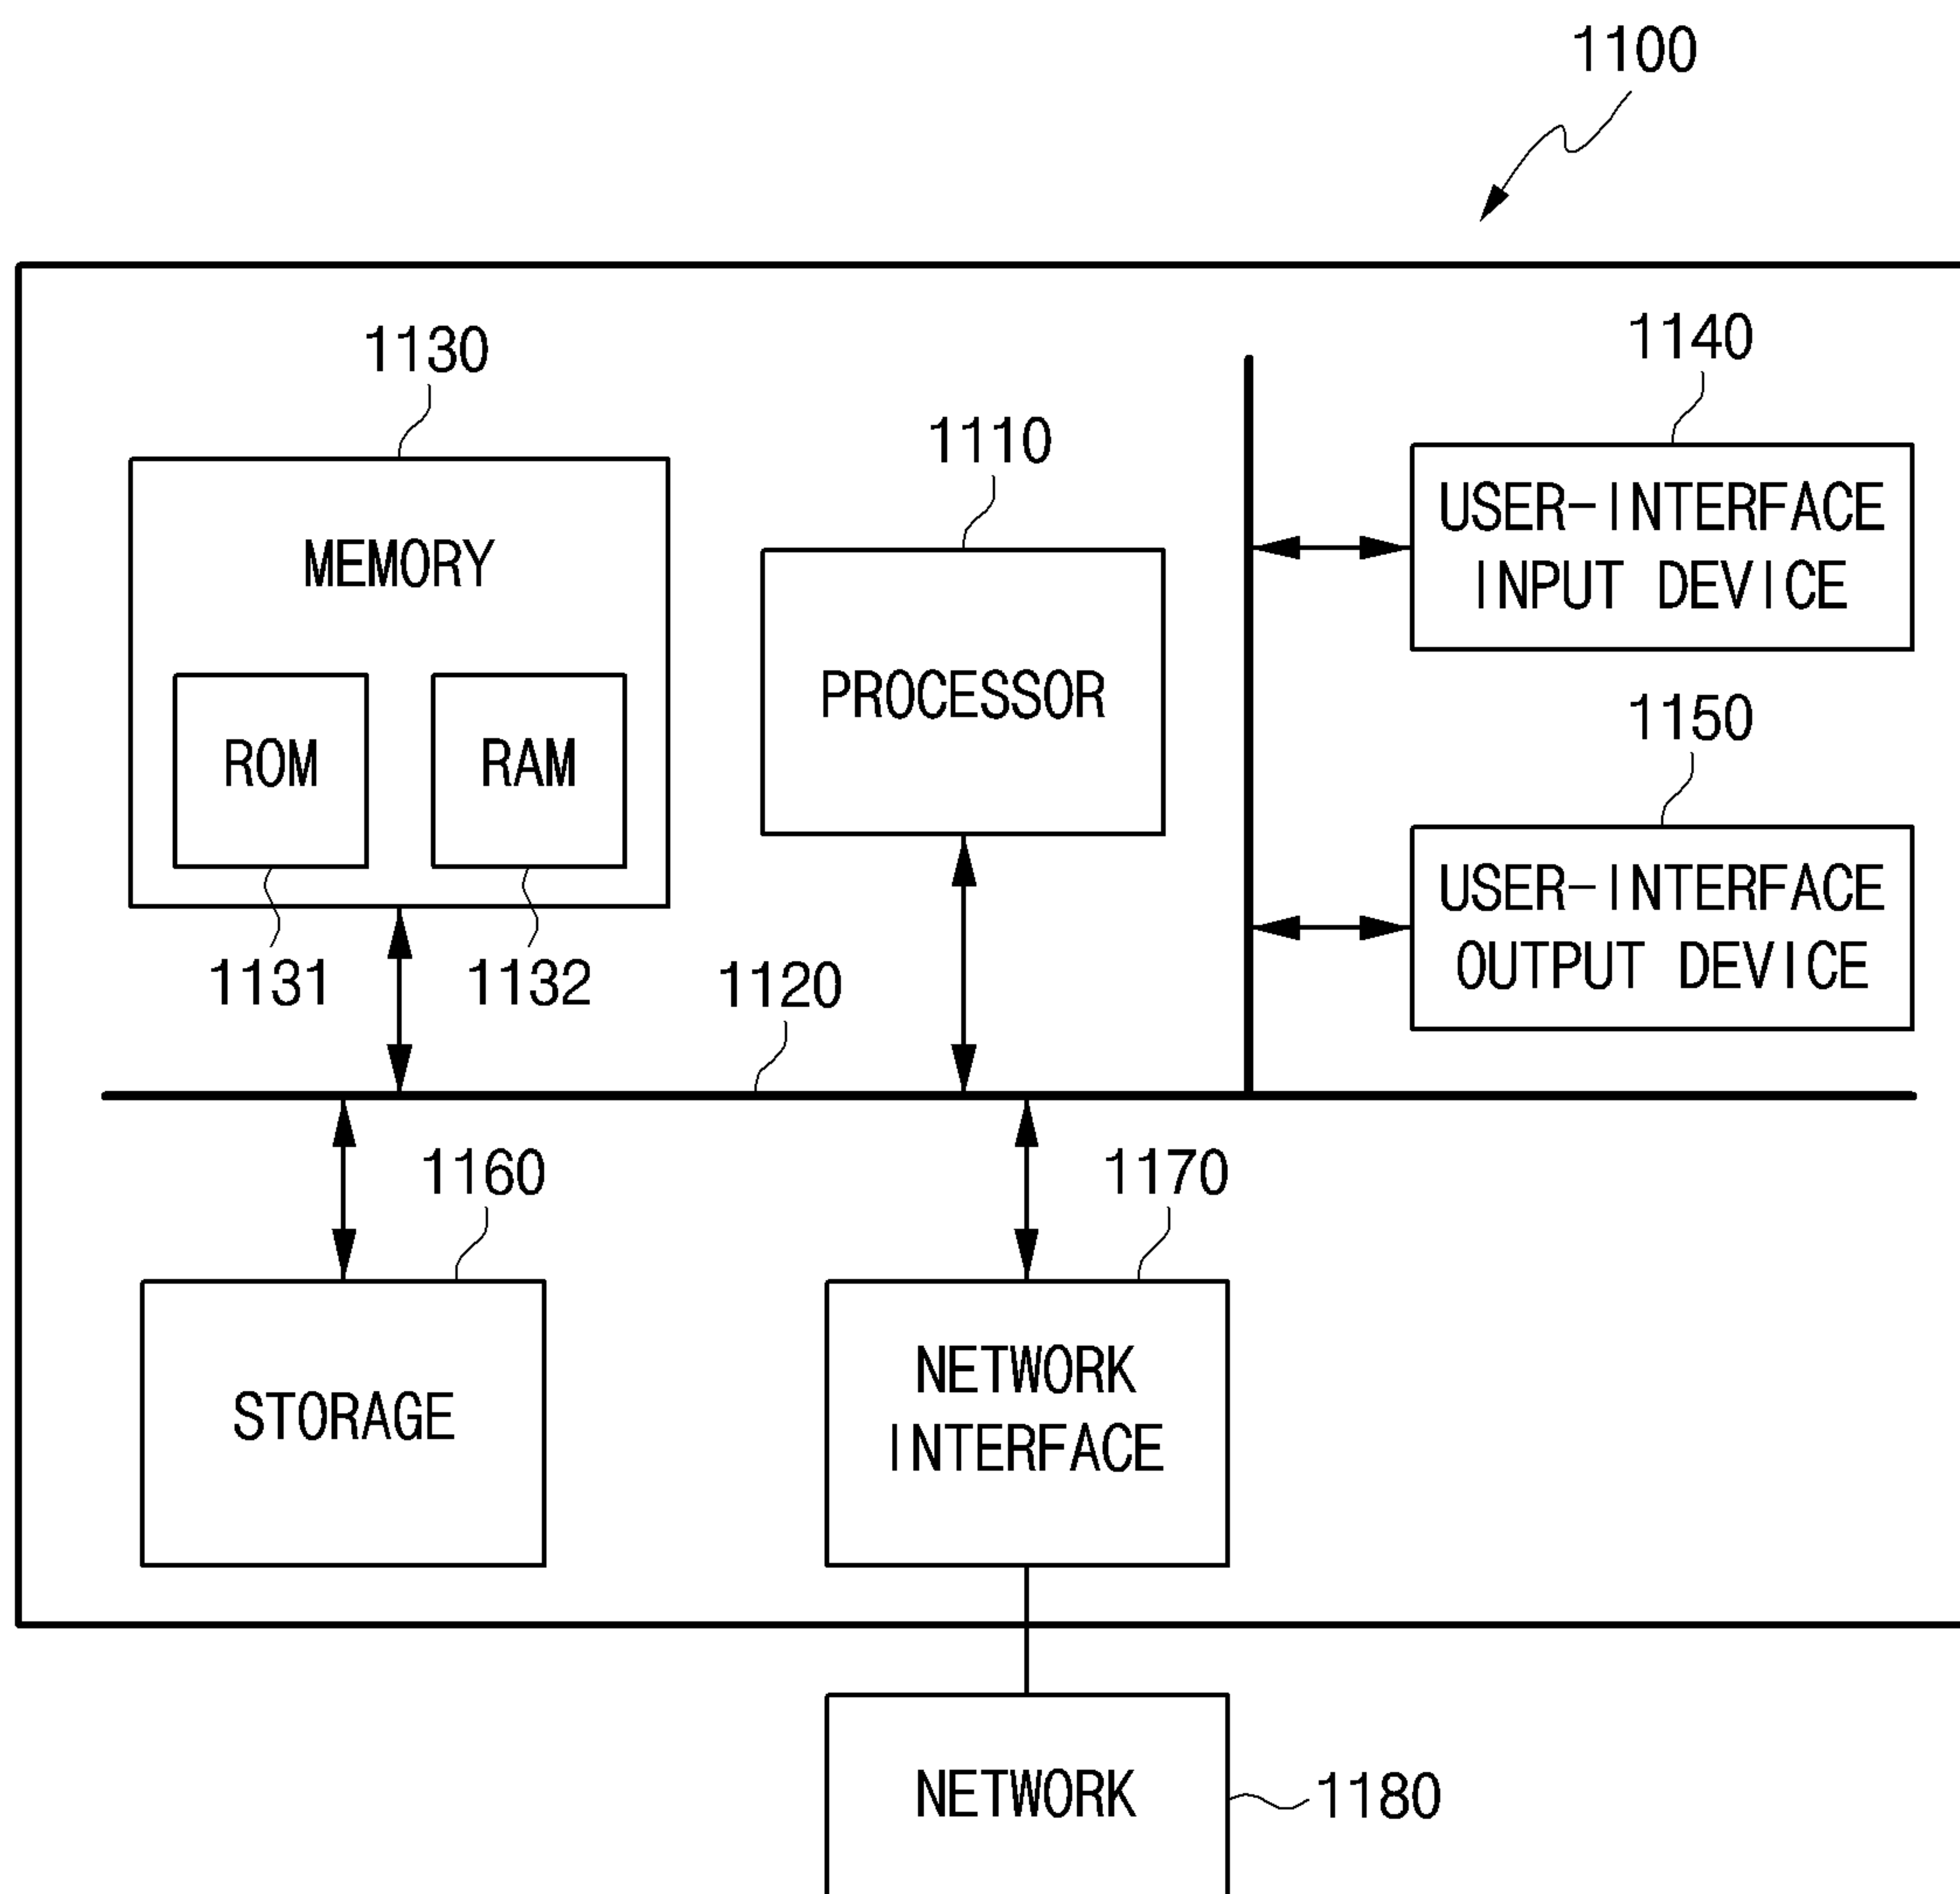 1100
1130
1140
1110
USER-INTERFACE
INPUT DEVICE
MEMORY
PROCESSOR
ROM
RAM
1150
USER-INTERFACE
OUTPUT DEVICE
1131
1132
1120
1160
1170
STORAGE
NETWORK
INTERFACE
NETWORK
1180